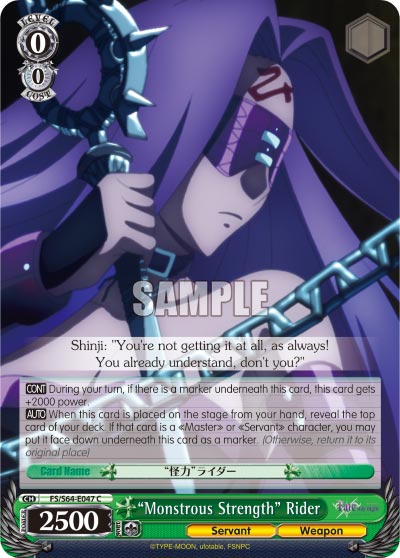 LEVEL
0
0
COST
SAMPLE
Shinji: "You're not getting it at all, as always!
You already understand, don't you?"
CONT During your turn, if there is a marker underneath this card, this card gets
+2000 power.
AUTO When this card is placed on the stage from your hand, reveal the top
card of your deck. If that card is a «Master» or «Servant» character, you may
put it face down underneath this card as a marker. (Otherwise, return it to its
original place)
Card Name
“怪力”ライダー
CH FS/S64-E047 C
2500
“Monstrous Strength” Rider
Fate
Servant
Weapon
©TYPE-MOON, ufotable, FSNPC